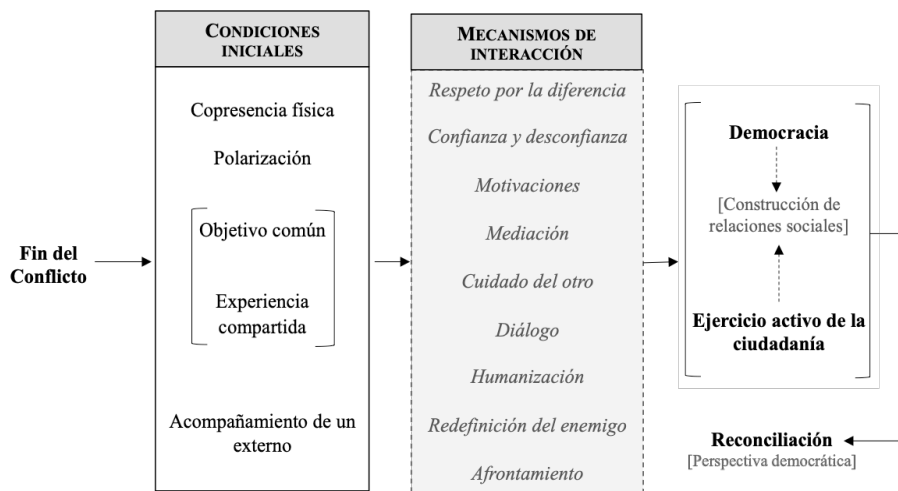 Fin del
Conflicto
CONDICIONES
INICIALES
Copresencia física
Polarización
Objetivo común
Experiencia
compartida
Acompañamiento de un
externo
MECANISMOS DE
INTERACCIÓN
Respeto por la diferencia
Confianza y desconfianza
Motivaciones
Mediación
Cuidado del otro
Diálogo
Humanización
Redefinición del enemigo
Afrontamiento
Democracia
[Construcción de
relaciones sociales]
Ejercicio activo de la
ciudadanía
Reconciliación
[Perspectiva democrática]